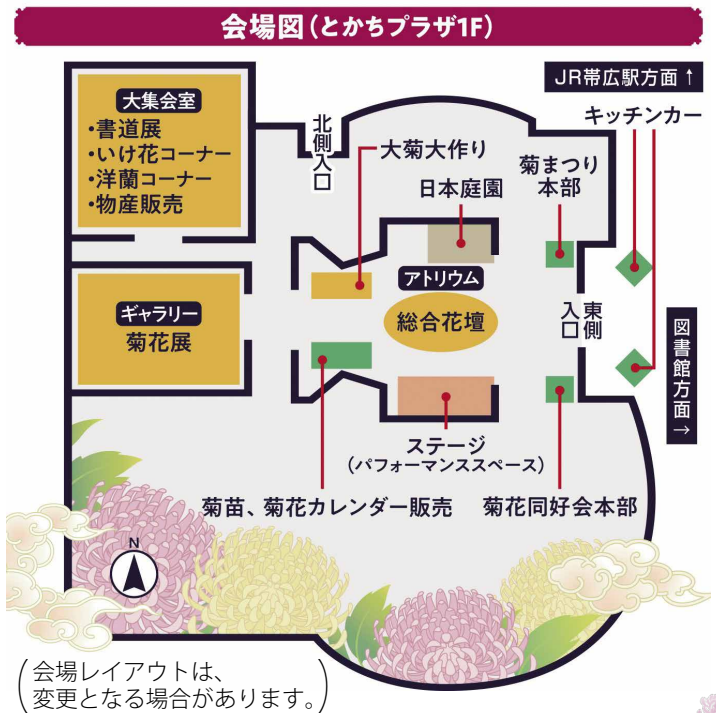 会場図(とかちプラザ1F)
JR帯広駅方面↑
キッチンカー
大集会室
・書道展
・いけ花コーナー
・洋蘭コーナー
・物産販売
北側入口
大菊大作り
日本庭園
菊まつり
本部
アトリウム
総合花壇
ギャラリー
菊花展
東側
入口
図書館方面→
ステージ
(パフォーマンススペース)
菊苗、菊花カレンダー販売
菊花同好会本部
N
(会場レイアウトは、
変更となる場合があります。)